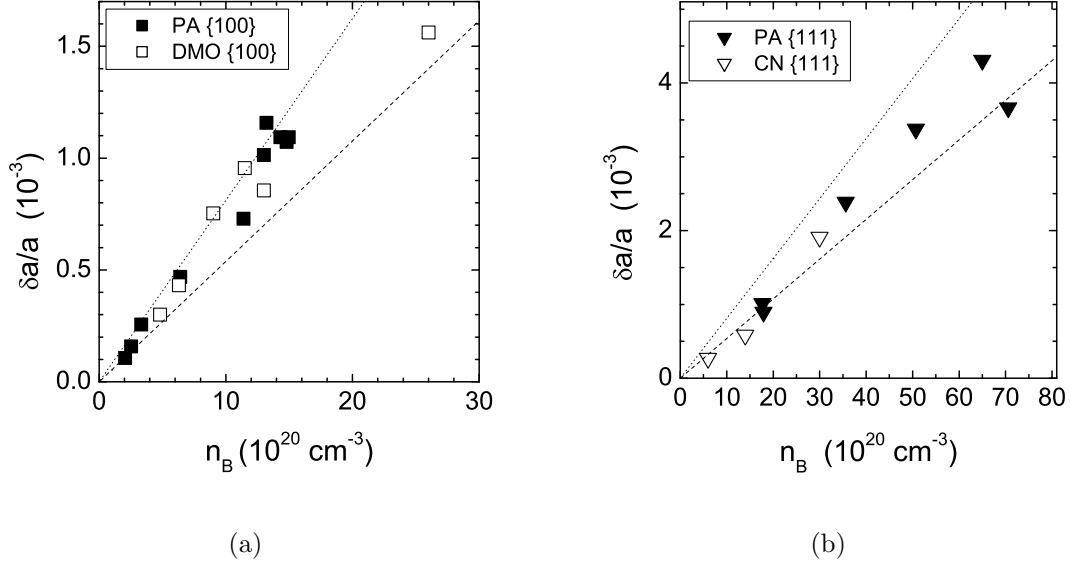 PA {100}
DMO {100}
1.5
1.0
0.5
0.0
δa/a (10⁻³)
0 10 20 30
n_B (10²⁰ cm⁻³)
(a)
PA {111}
CN {111}
4
2
0
δa/a (10⁻³)
0 10 20 30 40 50 60 70 80
n_B (10²⁰ cm⁻³)
(b)